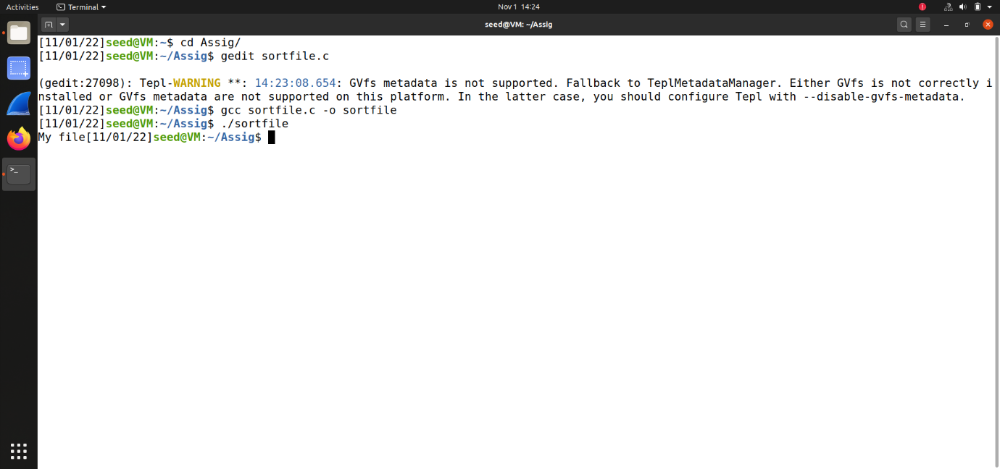 Activities
Terminal
Nov 1 14:24
seed@VM: ~/Assig
[11/01/22]seed@VM:~$ cd Assig/
[11/01/22]seed@VM:~/Assig$ gedit sortfile.c
(gedit:27098): Tepl-WARNING **: 14:23:08.654: GVfs metadata is not supported. Fallback to TeplMetadataManager. Either GVfs is not correctly i
nstalled or GVfs metadata are not supported on this platform. In the latter case, you should configure Tepl with --disable-gvfs-metadata.
[11/01/22]seed@VM:~/Assig$ gcc sortfile.c -o sortfile
[11/01/22]seed@VM:~/Assig$ ./sortfile
My file[11/01/22]seed@VM:~/Assig$